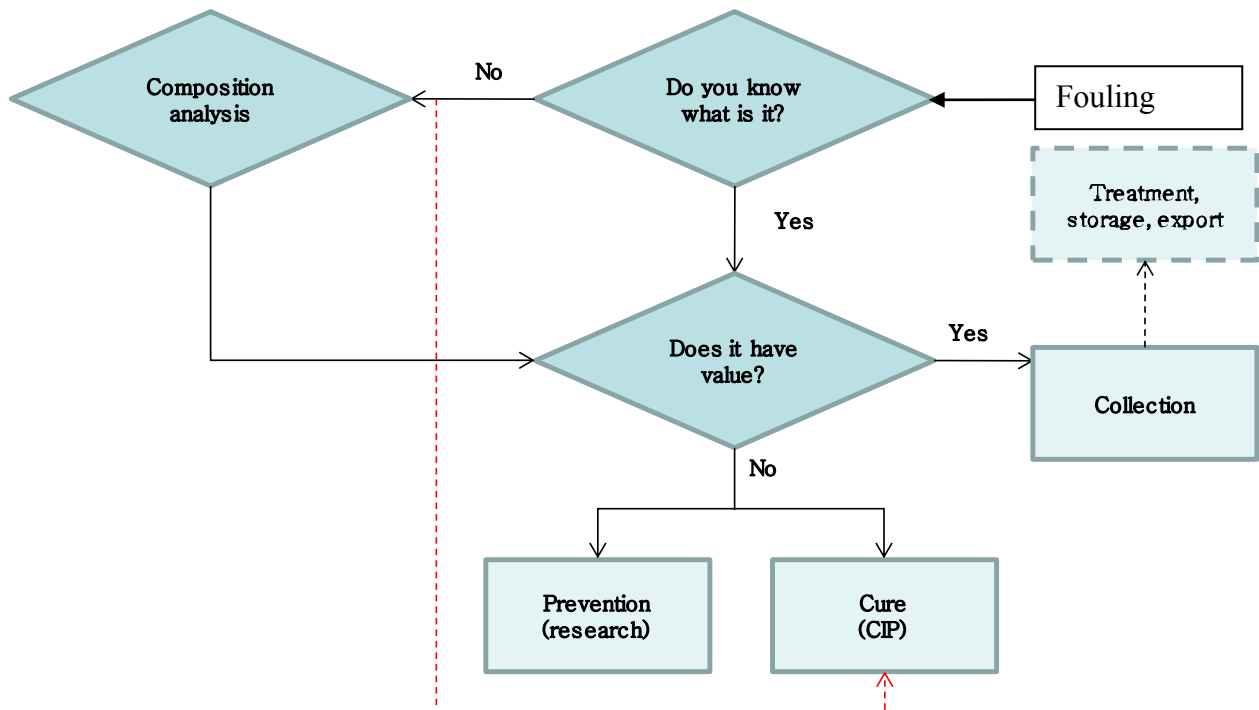 Composition
analysis
No
Do you know
what is it?
Fouling
Treatment,
storage, export
Yes
Does it have
value?
Yes
Collection
No
Prevention
(research)
Cure
(CIP)